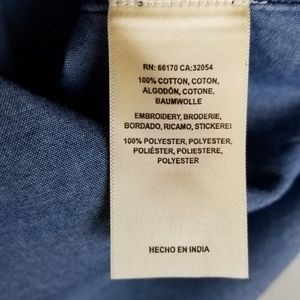 RN: 66170 CA:32054
100% COTTON, COTON,
ALGODÓN, COTONE,
BAUMWOLLE
EMBROIDERY, BRODERIE,
BORDADO, RICAMO, STICKEREI
100% POLYESTER, POLYESTER,
POLIÉSTER, POLIESTERE,
POLYESTER
HECHO EN INDIA